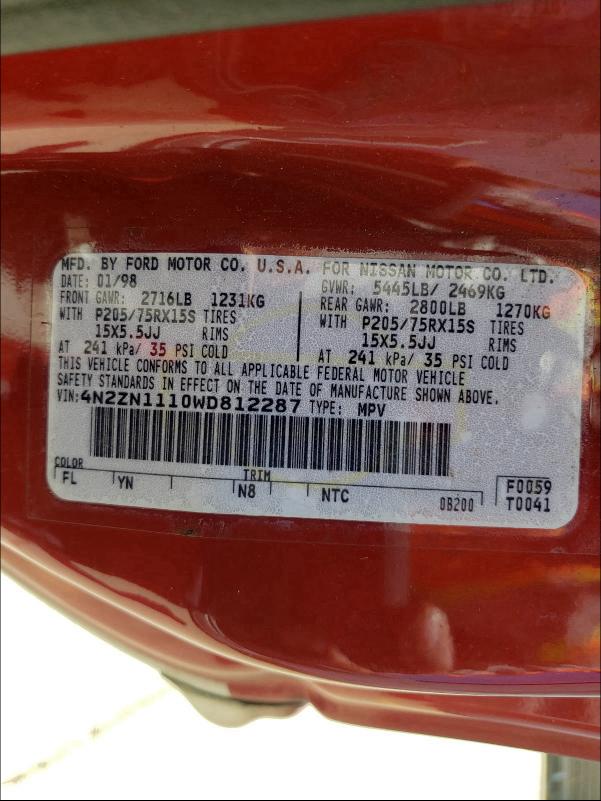 MFD. BY FORD MOTOR CO. U.S.A. FOR NISSAN MOTOR CO. LTD.
DATE: 01/98 GVWR: 5445LB/ 2469KG
FRONT GAWR: 2716LB 1231KG REAR GAWR: 2800LB 1270KG
WITH P205/75RX15S TIRES WITH P205/75RX15S TIRES
15X5.5JJ RIMS 15X5.5JJ RIMS
AT 241 kPa/ 35 PSI COLD AT 241 kPa/ 35 PSI COLD
THIS VEHICLE CONFORMS TO ALL APPLICABLE FEDERAL MOTOR VEHICLE
SAFETY STANDARDS IN EFFECT ON THE DATE OF MANUFACTURE SHOWN ABOVE.
VIN: 4N2ZN1110WD812287 TYPE: MPV
COLOR TRIM
FL YN N8 NTC 0B200
F0059
T0041